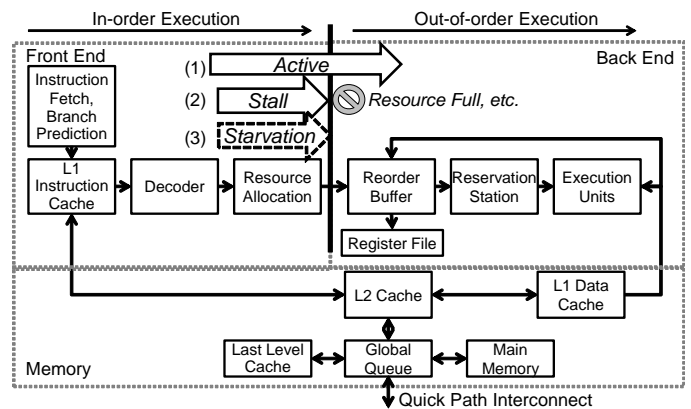 In-order Execution
Out-of-order Execution
Front End
Back End
(1)
Active
(2)
Stall
Resource Full, etc.
(3)
Starvation
Instruction
Fetch,
Branch
Prediction
L1
Instruction
Cache
Decoder
Resource
Allocation
Reorder
Buffer
Reservation
Station
Execution
Units
Register File
L2 Cache
L1 Data
Cache
Last Level
Cache
Global
Queue
Main
Memory
Memory
Quick Path Interconnect